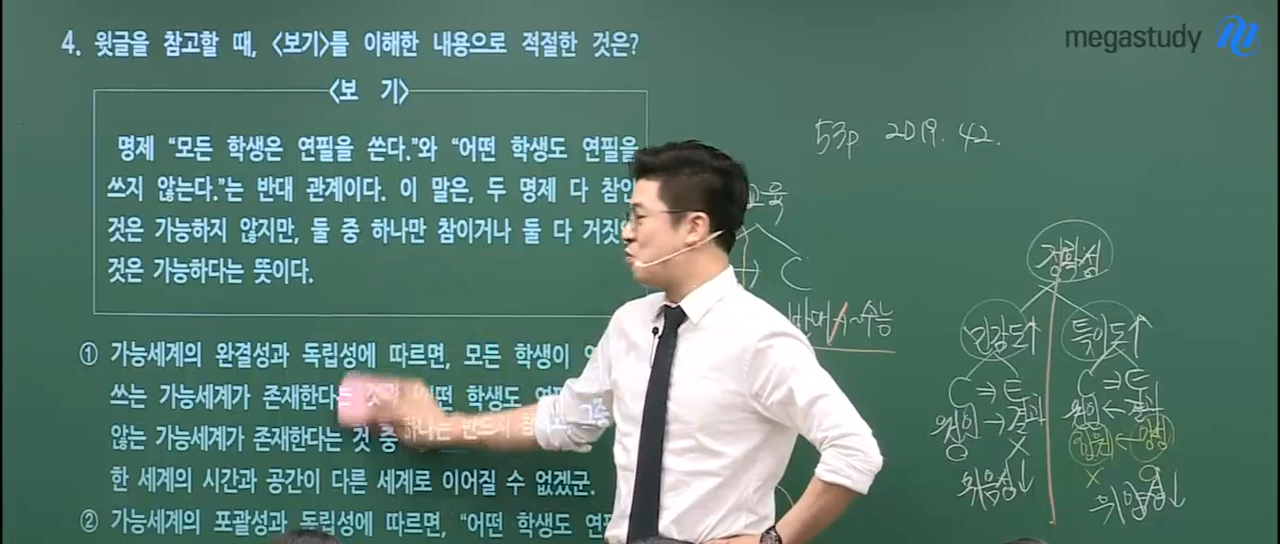 4. 윗글을 참고할 때, 〈보기〉를 이해한 내용으로 적절한 것은?
〈보 기〉
명제 “모든 학생은 연필을 쓴다.”와 “어떤 학생도 연필을
쓰지 않는다.”는 반대 관계이다. 이 말은, 두 명제 다 참인
것은 가능하지 않지만, 둘 중 하나만 참이거나 둘 다 거짓
것은 가능하다는 뜻이다.
① 가능세계의 완결성과 독립성에 따르면, 모든 학생이
쓰는 가능세계가 존재한다는 것과 “어떤 학생도
않는 가능세계가 존재한다는 것 중 하나는 반드시 그중
한 세계의 시간과 공간이 다른 세계로 이어질 수 없겠군.
② 가능세계의 포괄성과 독립성에 따르면, “어떤 학생도
megastudy
53p 2019. 42.
C
정확성
민감도↑ 특이도↑
C ⇒ E C ⇒ E
원인 → 결과 원인 ← 결과
X
X
위음성↓ 위양성↓